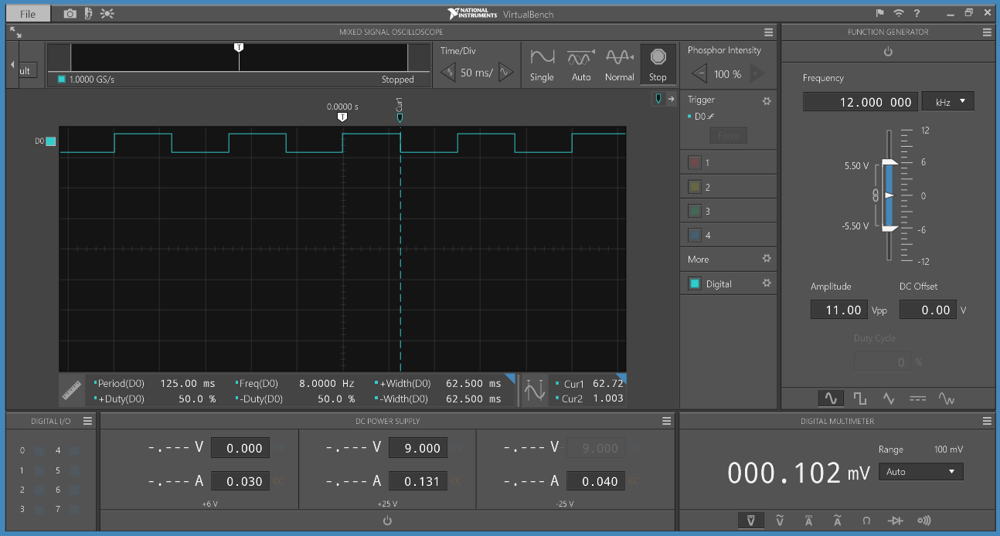 File
NATIONAL INSTRUMENTS VirtualBench
?
MIXED SIGNAL OSCILLOSCOPE
ult
T
1.0000 GS/s
Stopped
Time/Div
50 ms/
Single
Auto
Normal
Stop
Phosphor Intensity
100 %
0.0000 s
T
Cur1
D0
Trigger
D0
Force
1
2
3
4
More
Digital
Period(D0) 125.00 ms
Freq(D0) 8.0000 Hz
+Width(D0) 62.500 ms
+Duty(D0) 50.0 %
-Duty(D0) 50.0 %
-Width(D0) 62.500 ms
Cur1 62.72
Cur2 1.003
FUNCTION GENERATOR
Frequency
12.000 000 kHz
12
6
0
-6
-12
5.50 V
-5.50 V
Amplitude
11.00 Vpp
DC Offset
0.00 V
Duty Cycle
0 %
DIGITAL I/O
0 4
1 5
2 6
3 7
DC POWER SUPPLY
-.--- V 0.000 CV
-.--- A 0.030 CC
+6 V
-.--- V 9.000 CV
-.--- A 0.131 CC
+25 V
-.--- V 9.000 CV
-.--- A 0.040 CC
-25 V
DIGITAL MULTIMETER
000.102 mV
Range 100 mV
Auto
V
V
A
A
Ω